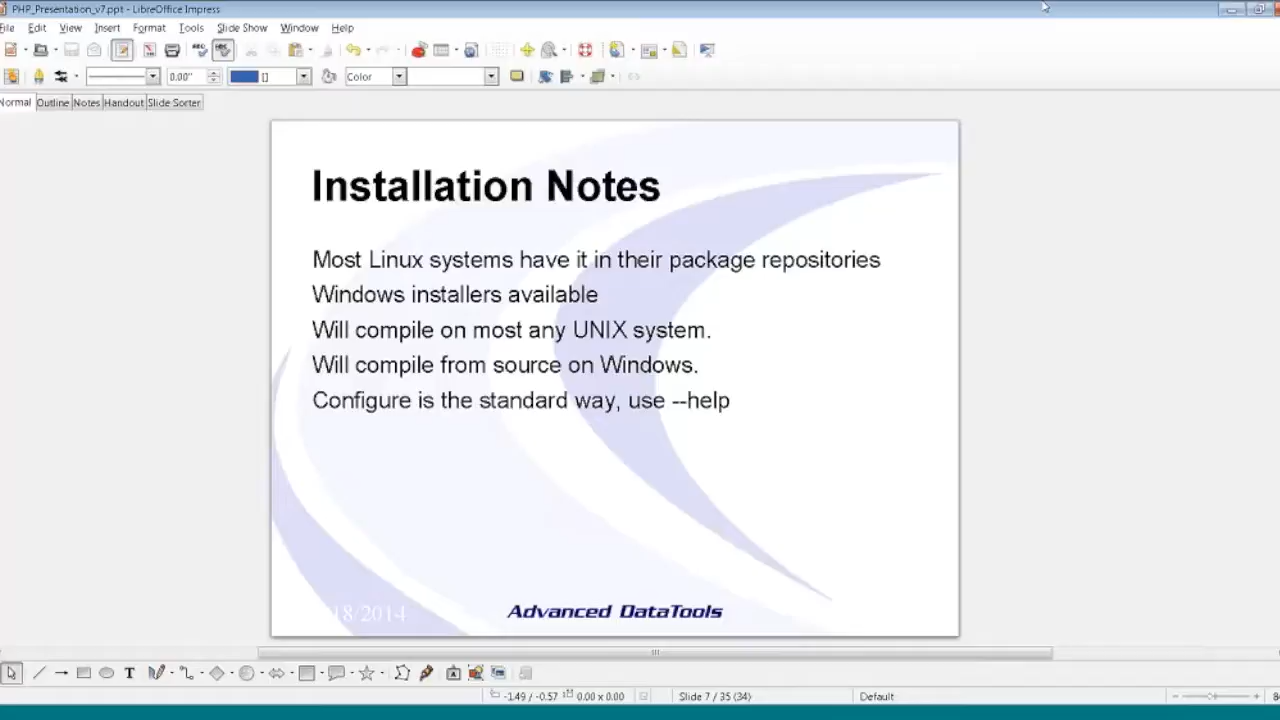 PHP_Presentation_v7.ppt - LibreOffice Impress
File Edit View Insert Format Tools Slide Show Window Help
0.00" [] Color
Normal Outline Notes Handout Slide Sorter
Installation Notes
Most Linux systems have it in their package repositories
Windows installers available
Will compile on most any UNIX system.
Will compile from source on Windows.
Configure is the standard way, use --help
18/2014 Advanced DataTools
-1.49 / -0.57 0.00 x 0.00 Slide 7 / 35 (34) Default